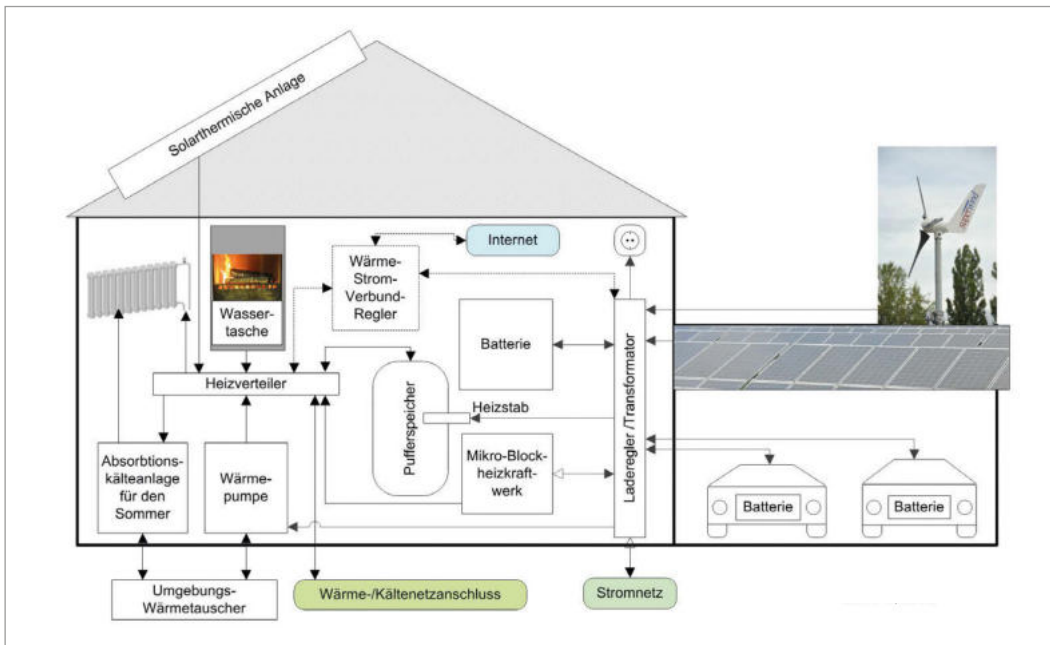 Solarthermische Anlage
Internet
Wärme-
Strom-
Verbund-
Regler
Wasser-
tasche
Batterie
Heizverteiler
Heizstab
Pufferspeicher
Laderegler /Transformator
Absorbtions-
kälteanlage
für den
Sommer
Wärme-
pumpe
Mikro-Block-
heizkraft-
werk
Batterie
Batterie
Umgebungs-
Wärmetauscher
Wärme-/Kältenetzanschluss
Stromnetz